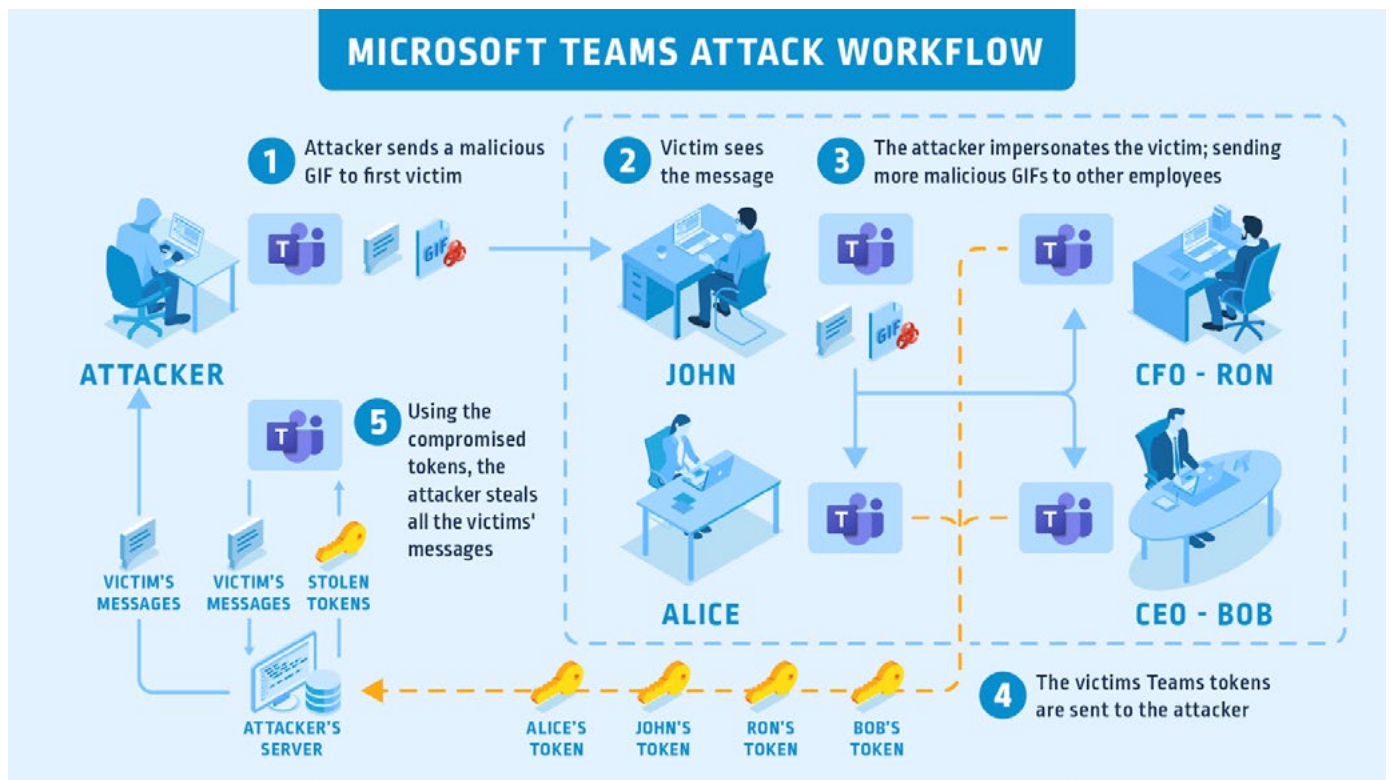 MICROSOFT TEAMS ATTACK WORKFLOW
1
Attacker sends a malicious
GIF to first victim
2
Victim sees
the message
3
The attacker impersonates the victim; sending
more malicious GIFs to other employees
T
GIF
T
T
ATTACKER
JOHN
GIF
CFO - RON
T
5
Using the
compromised
tokens, the
attacker steals
all the victims'
messages
T
T
VICTIM'S
MESSAGES
VICTIM'S
MESSAGES
STOLEN
TOKENS
ALICE
CEO - BOB
ATTACKER'S
SERVER
ALICE'S
TOKEN
JOHN'S
TOKEN
RON'S
TOKEN
BOB'S
TOKEN
4
The victims Teams tokens
are sent to the attacker